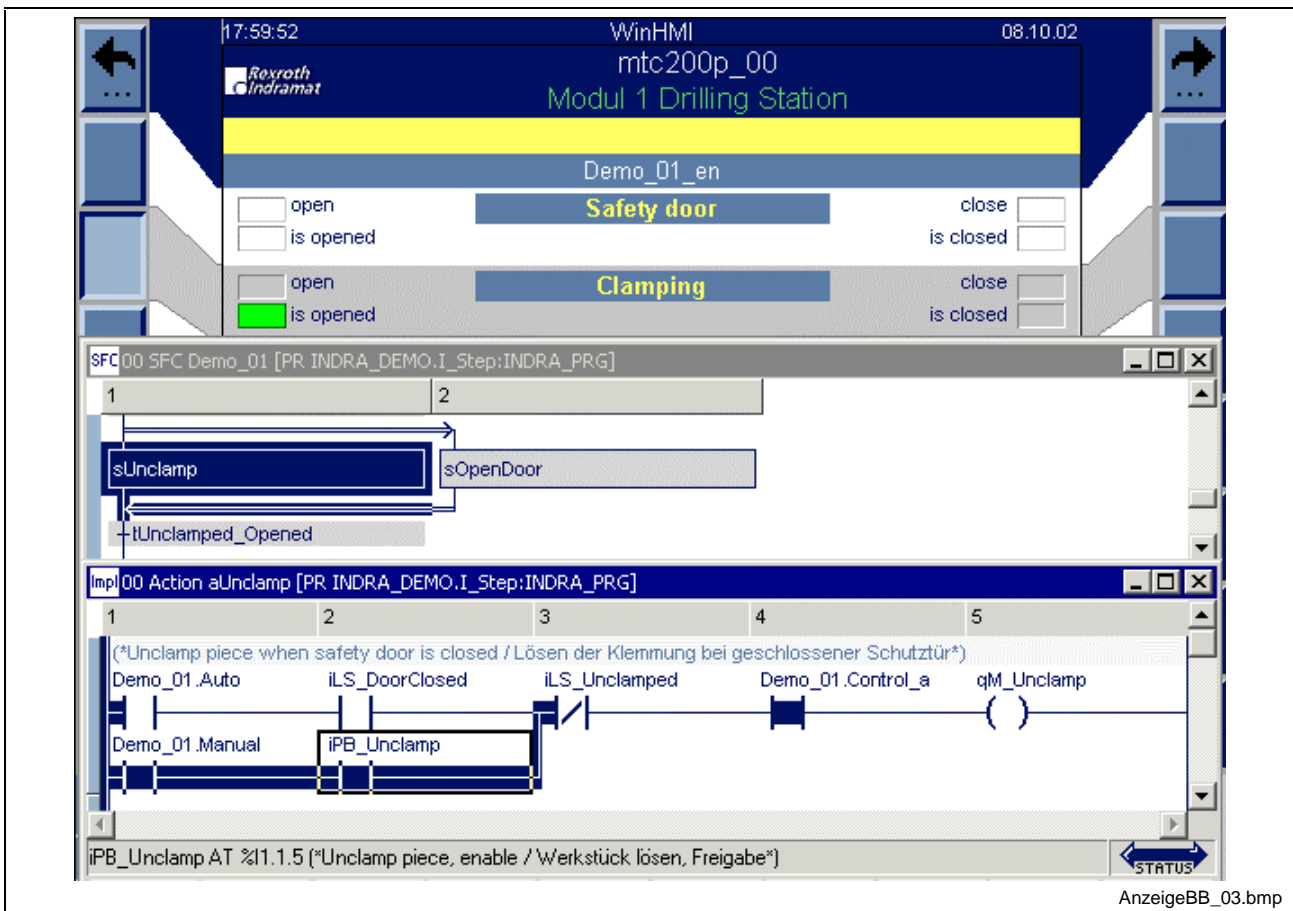 17:59:52 WinHMI 08.10.02
mtc200p_00
Rexroth
Indramat
Modul 1 Drilling Station
...
...
Demo_01_en
open Safety door close
is opened is closed
open Clamping close
is opened is closed
SFC 00 SFC Demo_01 [PR INDRA_DEMO.I_Step:INDRA_PRG]
1 2
sUnclamp sOpenDoor
tUnclamped_Opened
Impl 00 Action aUnclamp [PR INDRA_DEMO.I_Step:INDRA_PRG]
1 2 3 4 5
(*Unclamp piece when safety door is closed / Lösen der Klemmung bei geschlossener Schutztür*)
Demo_01.Auto iLS_DoorClosed iLS_Unclamped Demo_01.Control_a qM_Unclamp
Demo_01.Manual iPB_Unclamp
iPB_Unclamp AT %I1.1.5 (*Unclamp piece, enable / Werkstück lösen, Freigabe*)
STATUS
AnzeigeBB_03.bmp